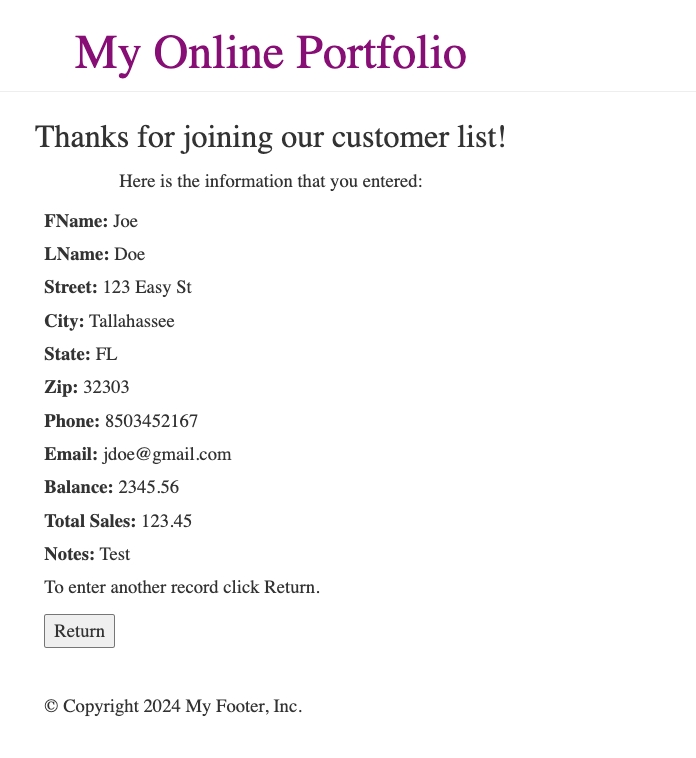 My Online Portfolio
Thanks for joining our customer list!
Here is the information that you entered:
FName: Joe
LName: Doe
Street: 123 Easy St
City: Tallahassee
State: FL
Zip: 32303
Phone: 8503452167
Email: jdoe@gmail.com
Balance: 2345.56
Total Sales: 123.45
Notes: Test
To enter another record click Return.
Return
© Copyright 2024 My Footer, Inc.